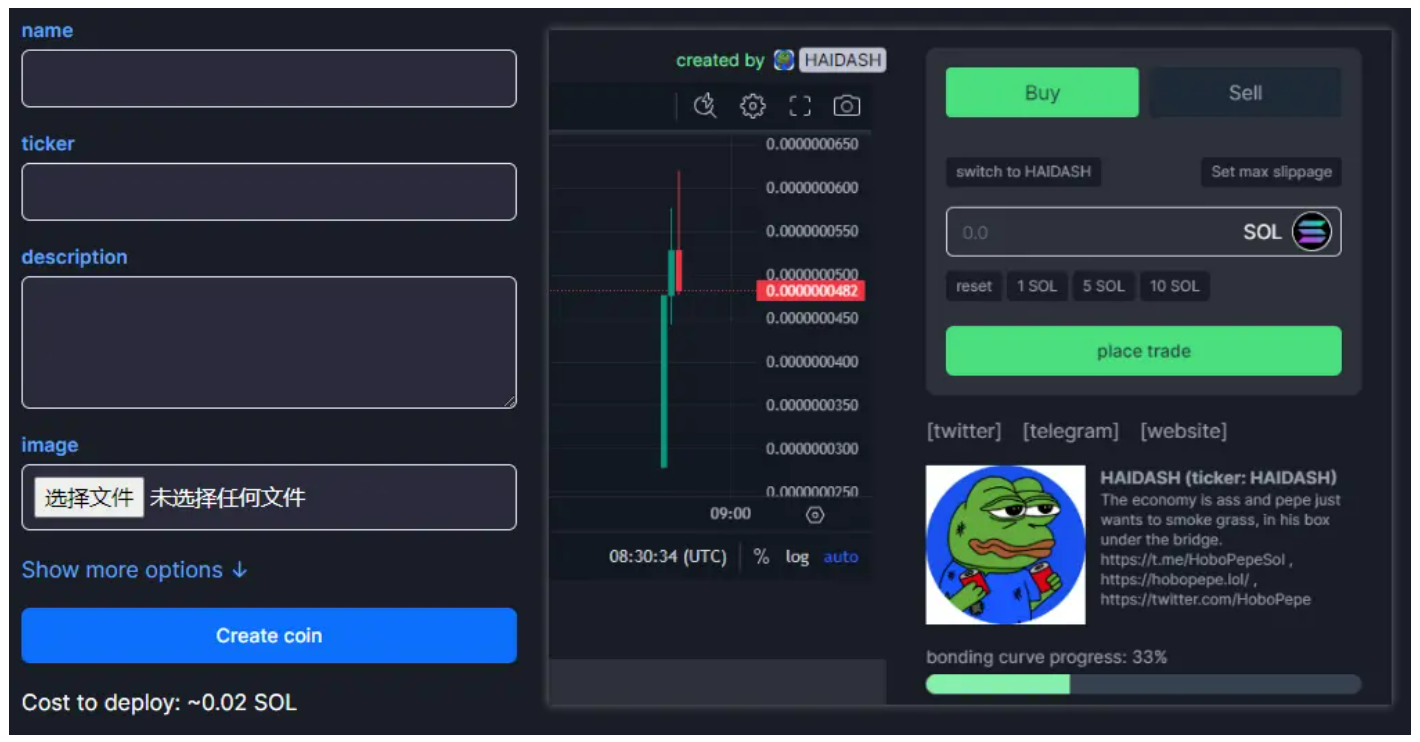 name
ticker
description
image
选择文件 未选择任何文件
Show more options ↓
Create coin
Cost to deploy: ~0.02 SOL
created by HAIDASH
0.0000000650
0.0000000600
0.0000000550
0.0000000500
0.0000000482
0.0000000450
0.0000000400
0.0000000350
0.0000000300
0.0000000250
09:00
08:30:34 (UTC) % log auto
Buy Sell
switch to HAIDASH Set max slippage
0.0 SOL
reset 1 SOL 5 SOL 10 SOL
place trade
[twitter] [telegram] [website]
HAIDASH (ticker: HAIDASH)
The economy is ass and pepe just
wants to smoke grass, in his box
under the bridge.
https://t.me/HoboPepeSol ,
https://hobopepe.lol/ ,
https://twitter.com/HoboPepe
bonding curve progress: 33%